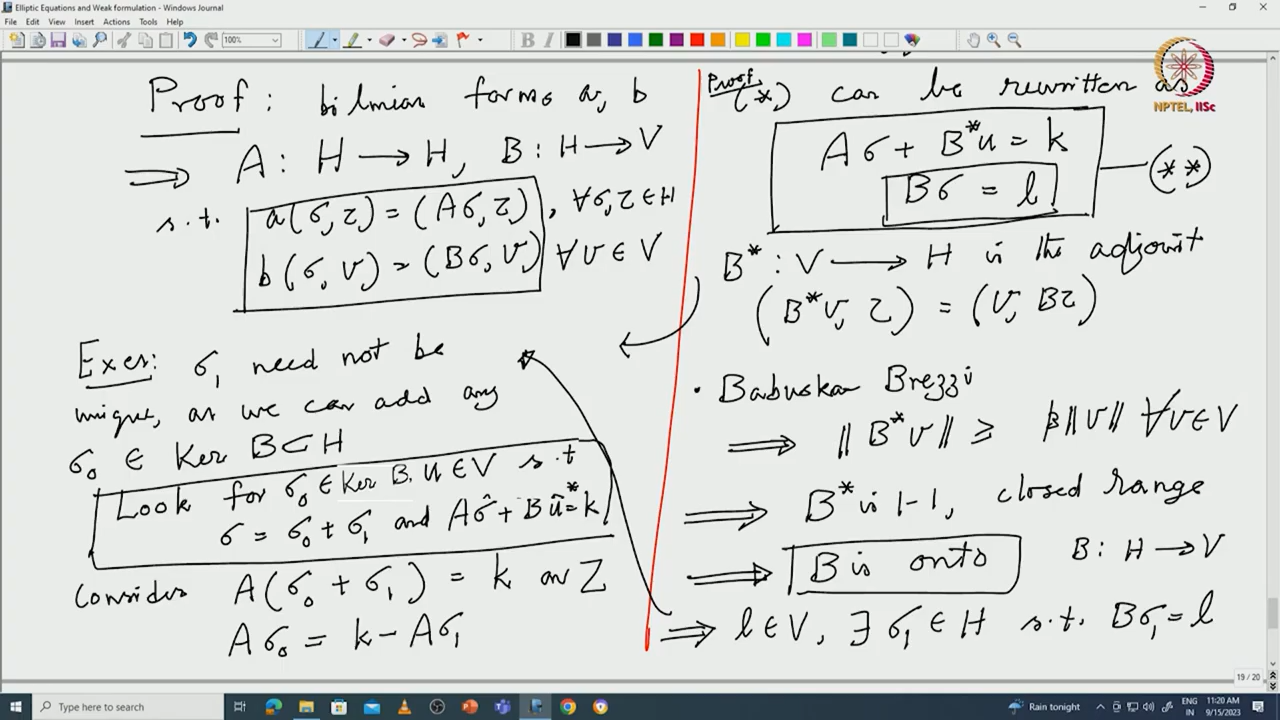 Elliptic Equations and Weak formulation - Windows Journal
File Edit View Insert Actions Tools Help
100%
B I
NPTEL, IISc
Proof : bilinear forms a, b
⟹ A : H ⟶ H, B : H ⟶ V
s.t. a(σ, τ) = (Aσ, τ), ∀σ, τ ∈ H
b(σ, v) = (Bσ, v) ∀v ∈ V
Exer: σ₁ need not be
unique, as we can add any
σ₀ ∈ Ker B ⊂ H
Look for σ₀ ∈ Ker B, u ∈ V s.t
σ = σ₀ + σ₁ and Aσ̂ + Bû* = k
Consider A(σ₀ + σ₁) = k on Z
Aσ₀ = k - Aσ₁
Proof
(*) can be rewritten as
Aσ + B*u = k
Bσ = l
(**)
B* : V ⟶ H is the adjoint
(B*v, τ) = (v, Bτ)
• Babuskar Brezzi
⟹ ‖B*v‖ ≥ β‖v‖ ∀v ∈ V
⟹ B* is 1-1, closed range
⟹ B is onto B : H ⟶ V
⟹ l ∈ V, ∃ σ₁ ∈ H s.t. Bσ₁ = l
19 / 20
Type here to search
Rain tonight
ENG
IN
11:20 AM
9/15/2023